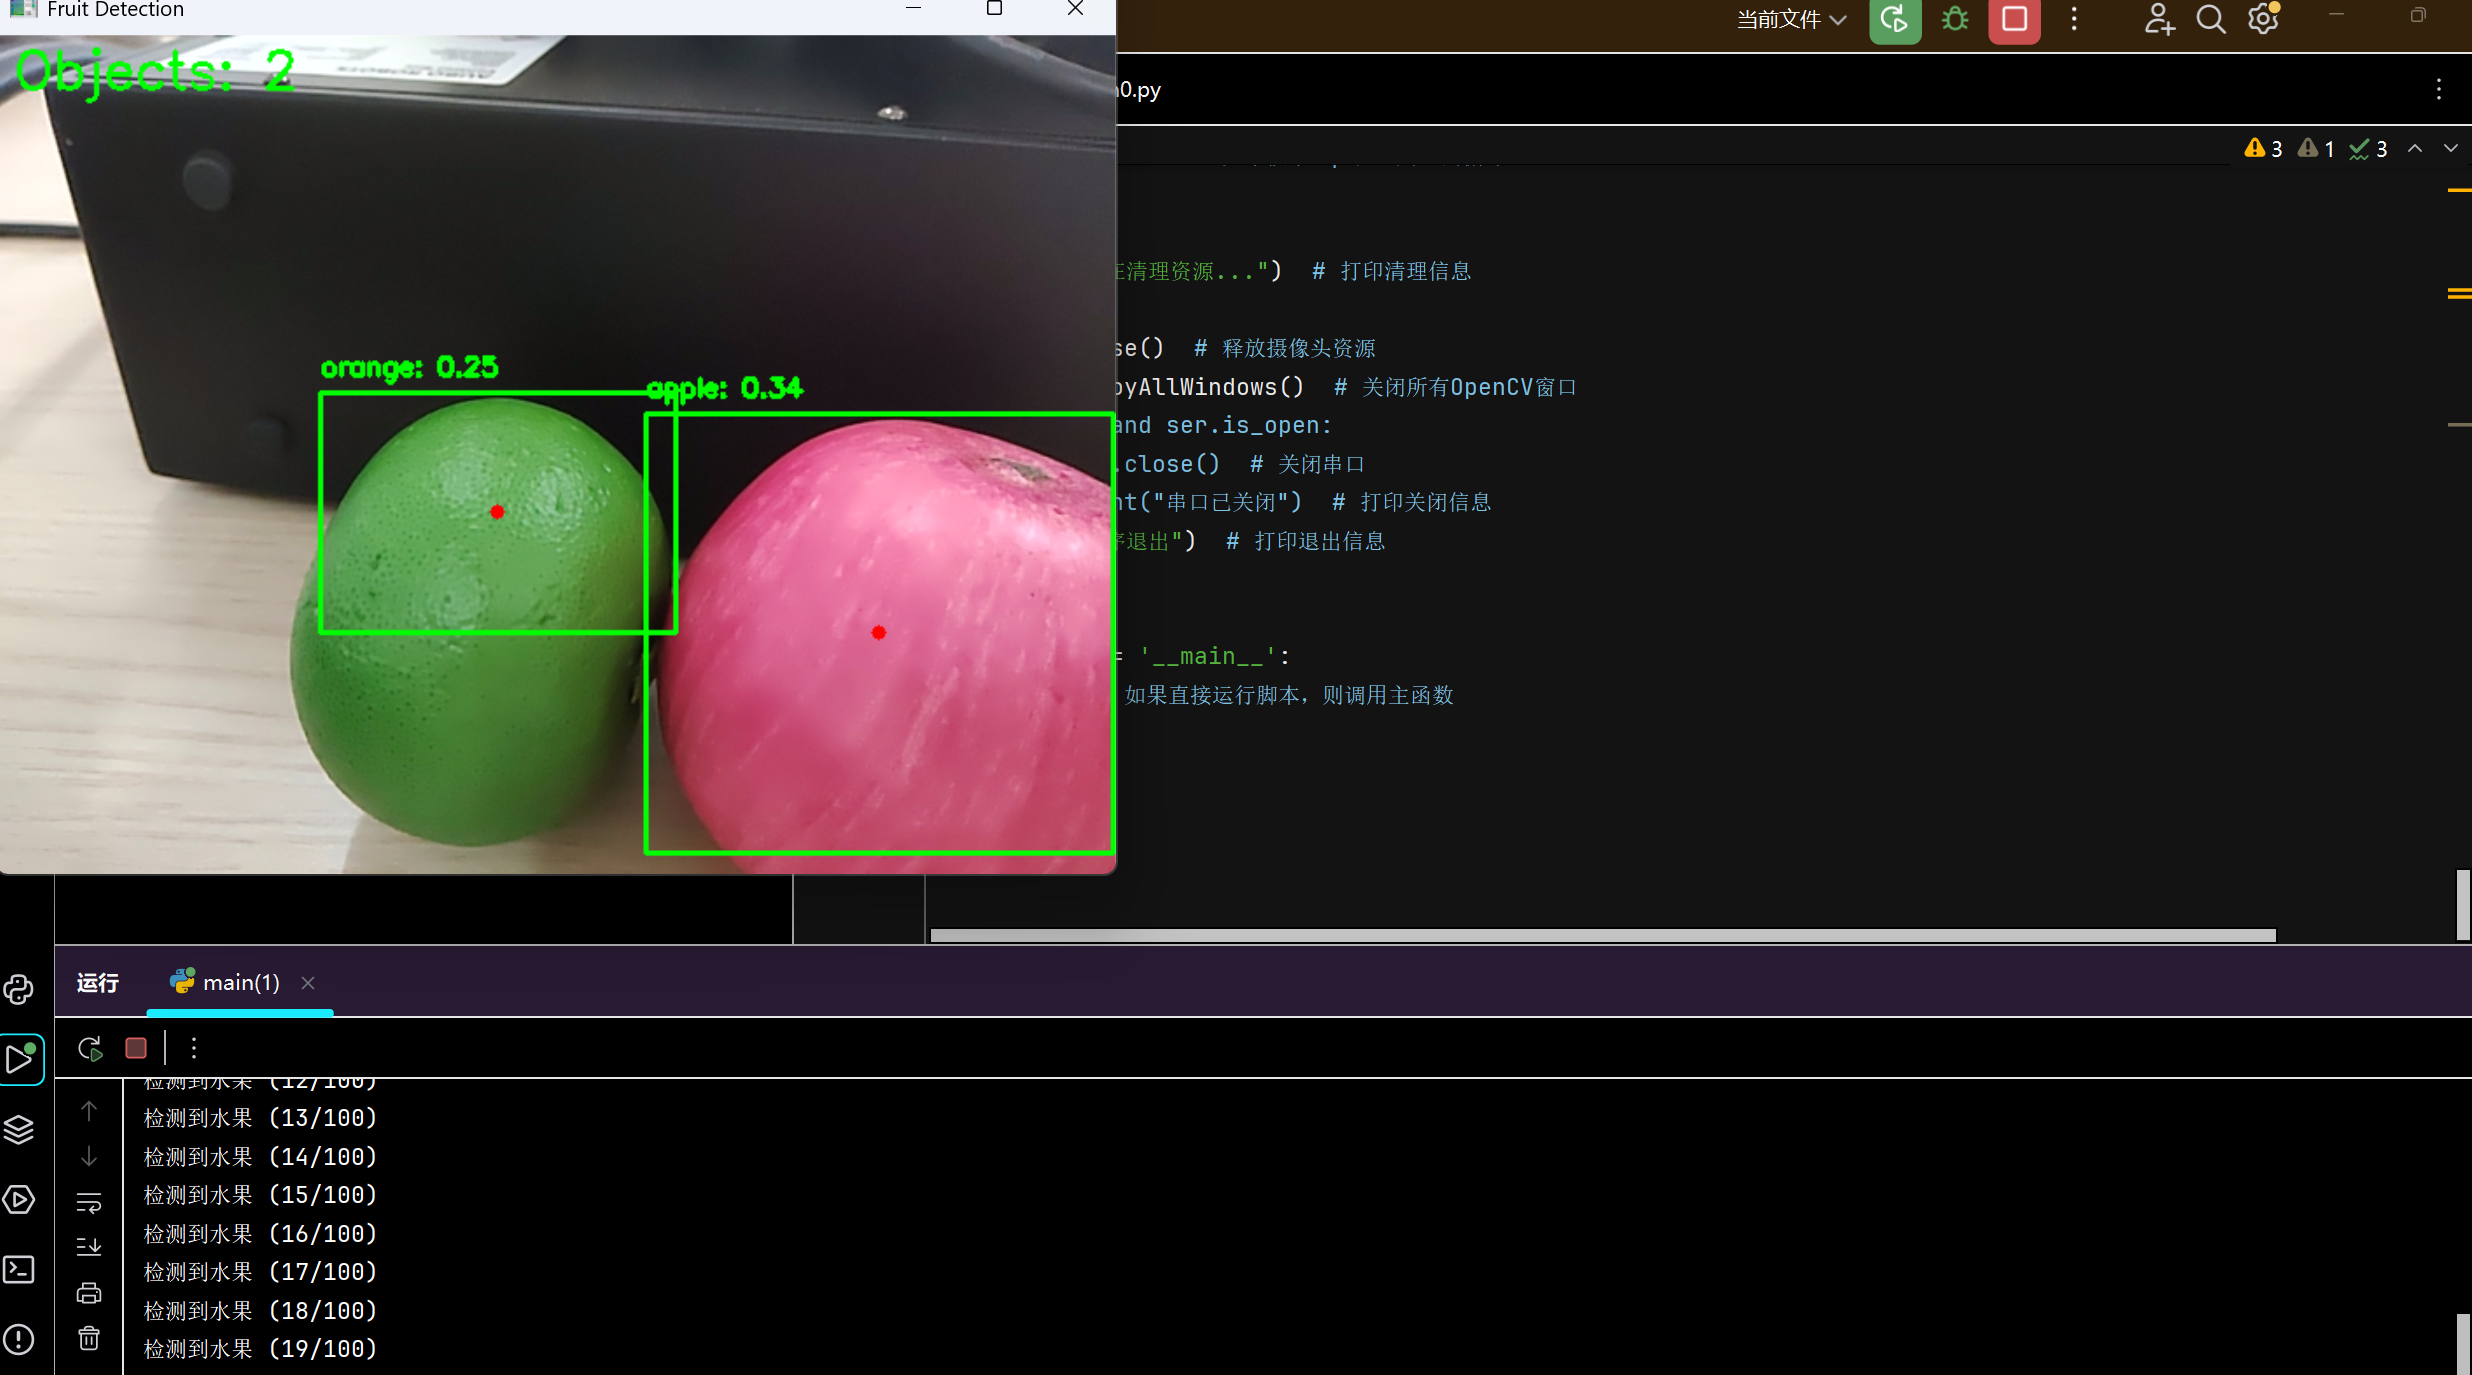 Fruit Detection
当前文件
Objects: 2
0.py
3 1 3
orange: 0.25
apple: 0.34
清理资源...") # 打印清理信息
se() # 释放摄像头资源
oyAllWindows() # 关闭所有OpenCV窗口
and ser.is_open:
.close() # 关闭串口
nt("串口已关闭") # 打印关闭信息
退出") # 打印退出信息
= '__main__':
如果直接运行脚本，则调用主函数
运行
main(1)
检测到水果 (12/100)
检测到水果 (13/100)
检测到水果 (14/100)
检测到水果 (15/100)
检测到水果 (16/100)
检测到水果 (17/100)
检测到水果 (18/100)
检测到水果 (19/100)